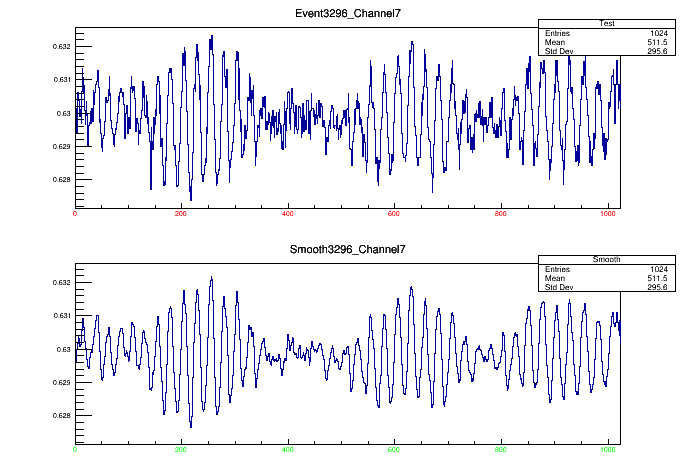 Event3296_Channel7
Test
Entries 1024
Mean 511.5
Std Dev 295.6
0.632
0.631
0.63
0.629
0.628
0 200 400 600 800 1000
Smooth3296_Channel7
Smooth
Entries 1024
Mean 511.5
Std Dev 295.6
0.632
0.631
0.63
0.629
0.628
0 200 400 600 800 1000